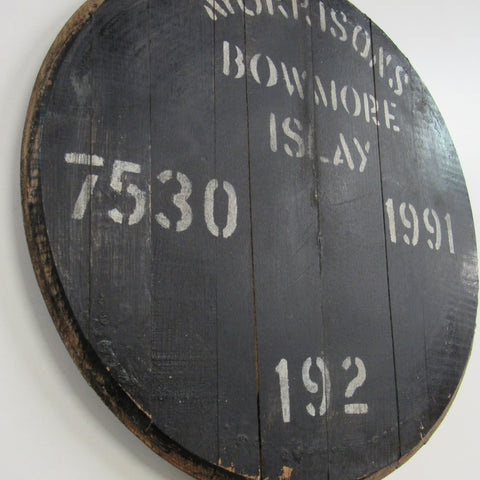 MORRISON'S
BOWMORE
ISLAY
7530 1991
192